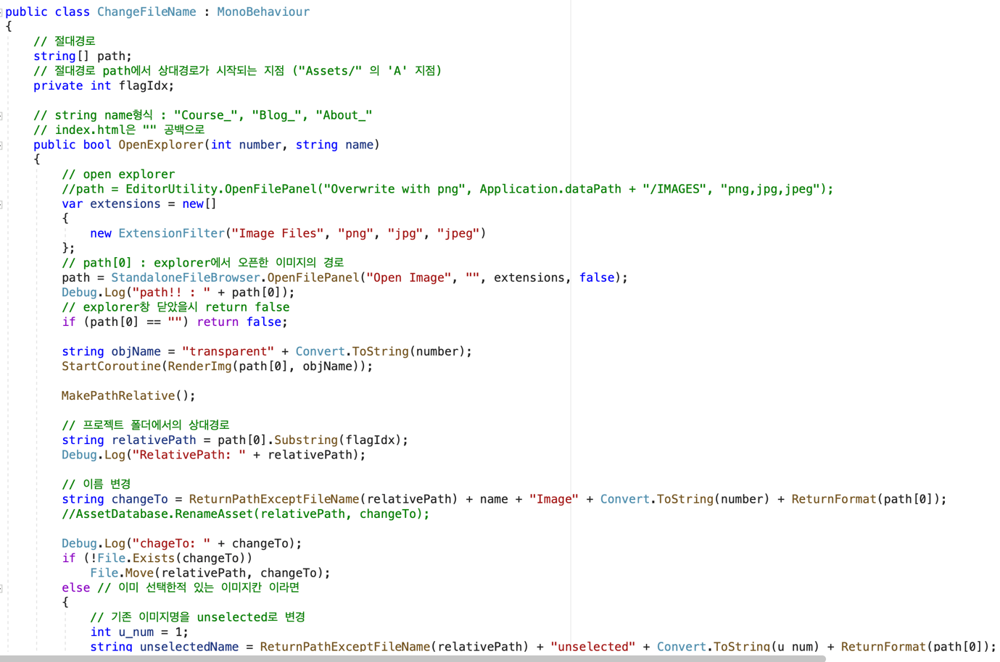 public class ChangeFileName : MonoBehaviour
{
    // 절대경로
    string[] path;
    // 절대경로 path에서 상대경로가 시작되는 지점 ("Assets/" 의 'A' 지점)
    private int flagIdx;

    // string name형식 : "Course_", "Blog_", "About_"
    // index.html은 "" 공백으로
    public bool OpenExplorer(int number, string name)
    {
        // open explorer
        //path = EditorUtility.OpenFilePanel("Overwrite with png", Application.dataPath + "/IMAGES", "png,jpg,jpeg");
        var extensions = new[]
        {
            new ExtensionFilter("Image Files", "png", "jpg", "jpeg")
        };
        // path[0] : explorer에서 오픈한 이미지의 경로
        path = StandaloneFileBrowser.OpenFilePanel("Open Image", "", extensions, false);
        Debug.Log("path!! : " + path[0]);
        // explorer창 닫았을시 return false
        if (path[0] == "") return false;

        string objName = "transparent" + Convert.ToString(number);
        StartCoroutine(RenderImg(path[0], objName));

        MakePathRelative();

        // 프로젝트 폴더에서의 상대경로
        string relativePath = path[0].Substring(flagIdx);
        Debug.Log("RelativePath: " + relativePath);

        // 이름 변경
        string changeTo = ReturnPathExceptFileName(relativePath) + name + "Image" + Convert.ToString(number) + ReturnFormat(path[0]);
        //AssetDatabase.RenameAsset(relativePath, changeTo);

        Debug.Log("chageTo: " + changeTo);
        if (!File.Exists(changeTo))
            File.Move(relativePath, changeTo);
        else // 이미 선택한적 있는 이미지칸 이라면
        {
            // 기존 이미지명을 unselected로 변경
            int u_num = 1;
            string unselectedName = ReturnPathExceptFileName(relativePath) + "unselected" + Convert.ToString(u_num) + ReturnFormat(path[0]);